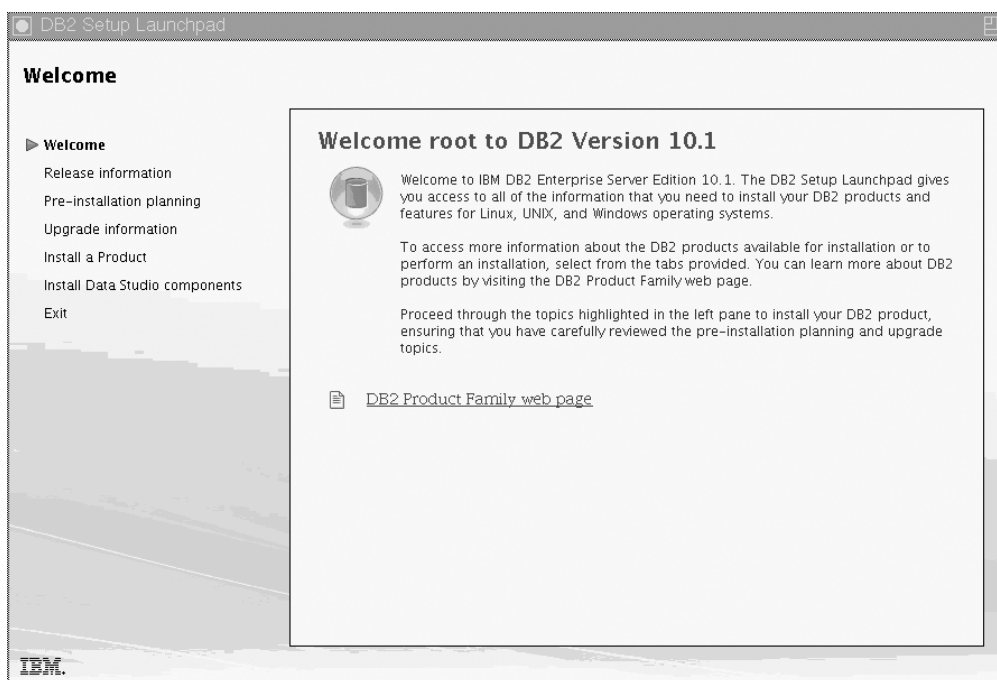 DB2 Setup Launchpad
Welcome
Welcome
Release information
Pre-installation planning
Upgrade information
Install a Product
Install Data Studio components
Exit
Welcome root to DB2 Version 10.1
Welcome to IBM DB2 Enterprise Server Edition 10.1. The DB2 Setup Launchpad gives
you access to all of the information that you need to install your DB2 products and
features for Linux, UNIX, and Windows operating systems.
To access more information about the DB2 products available for installation or to
perform an installation, select from the tabs provided. You can learn more about DB2
products by visiting the DB2 Product Family web page.
Proceed through the topics highlighted in the left pane to install your DB2 product,
ensuring that you have carefully reviewed the pre-installation planning and upgrade
topics.
DB2 Product Family web page
IBM.